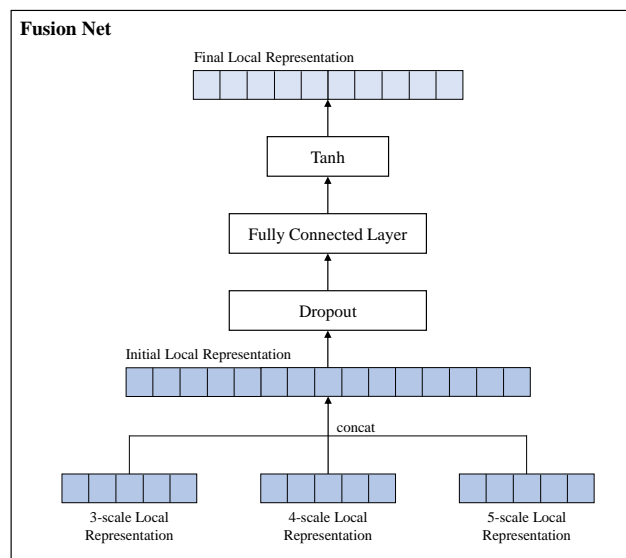 Fusion Net
Final Local Representation
Tanh
Fully Connected Layer
Dropout
Initial Local Representation
concat
3-scale Local
Representation
4-scale Local
Representation
5-scale Local
Representation